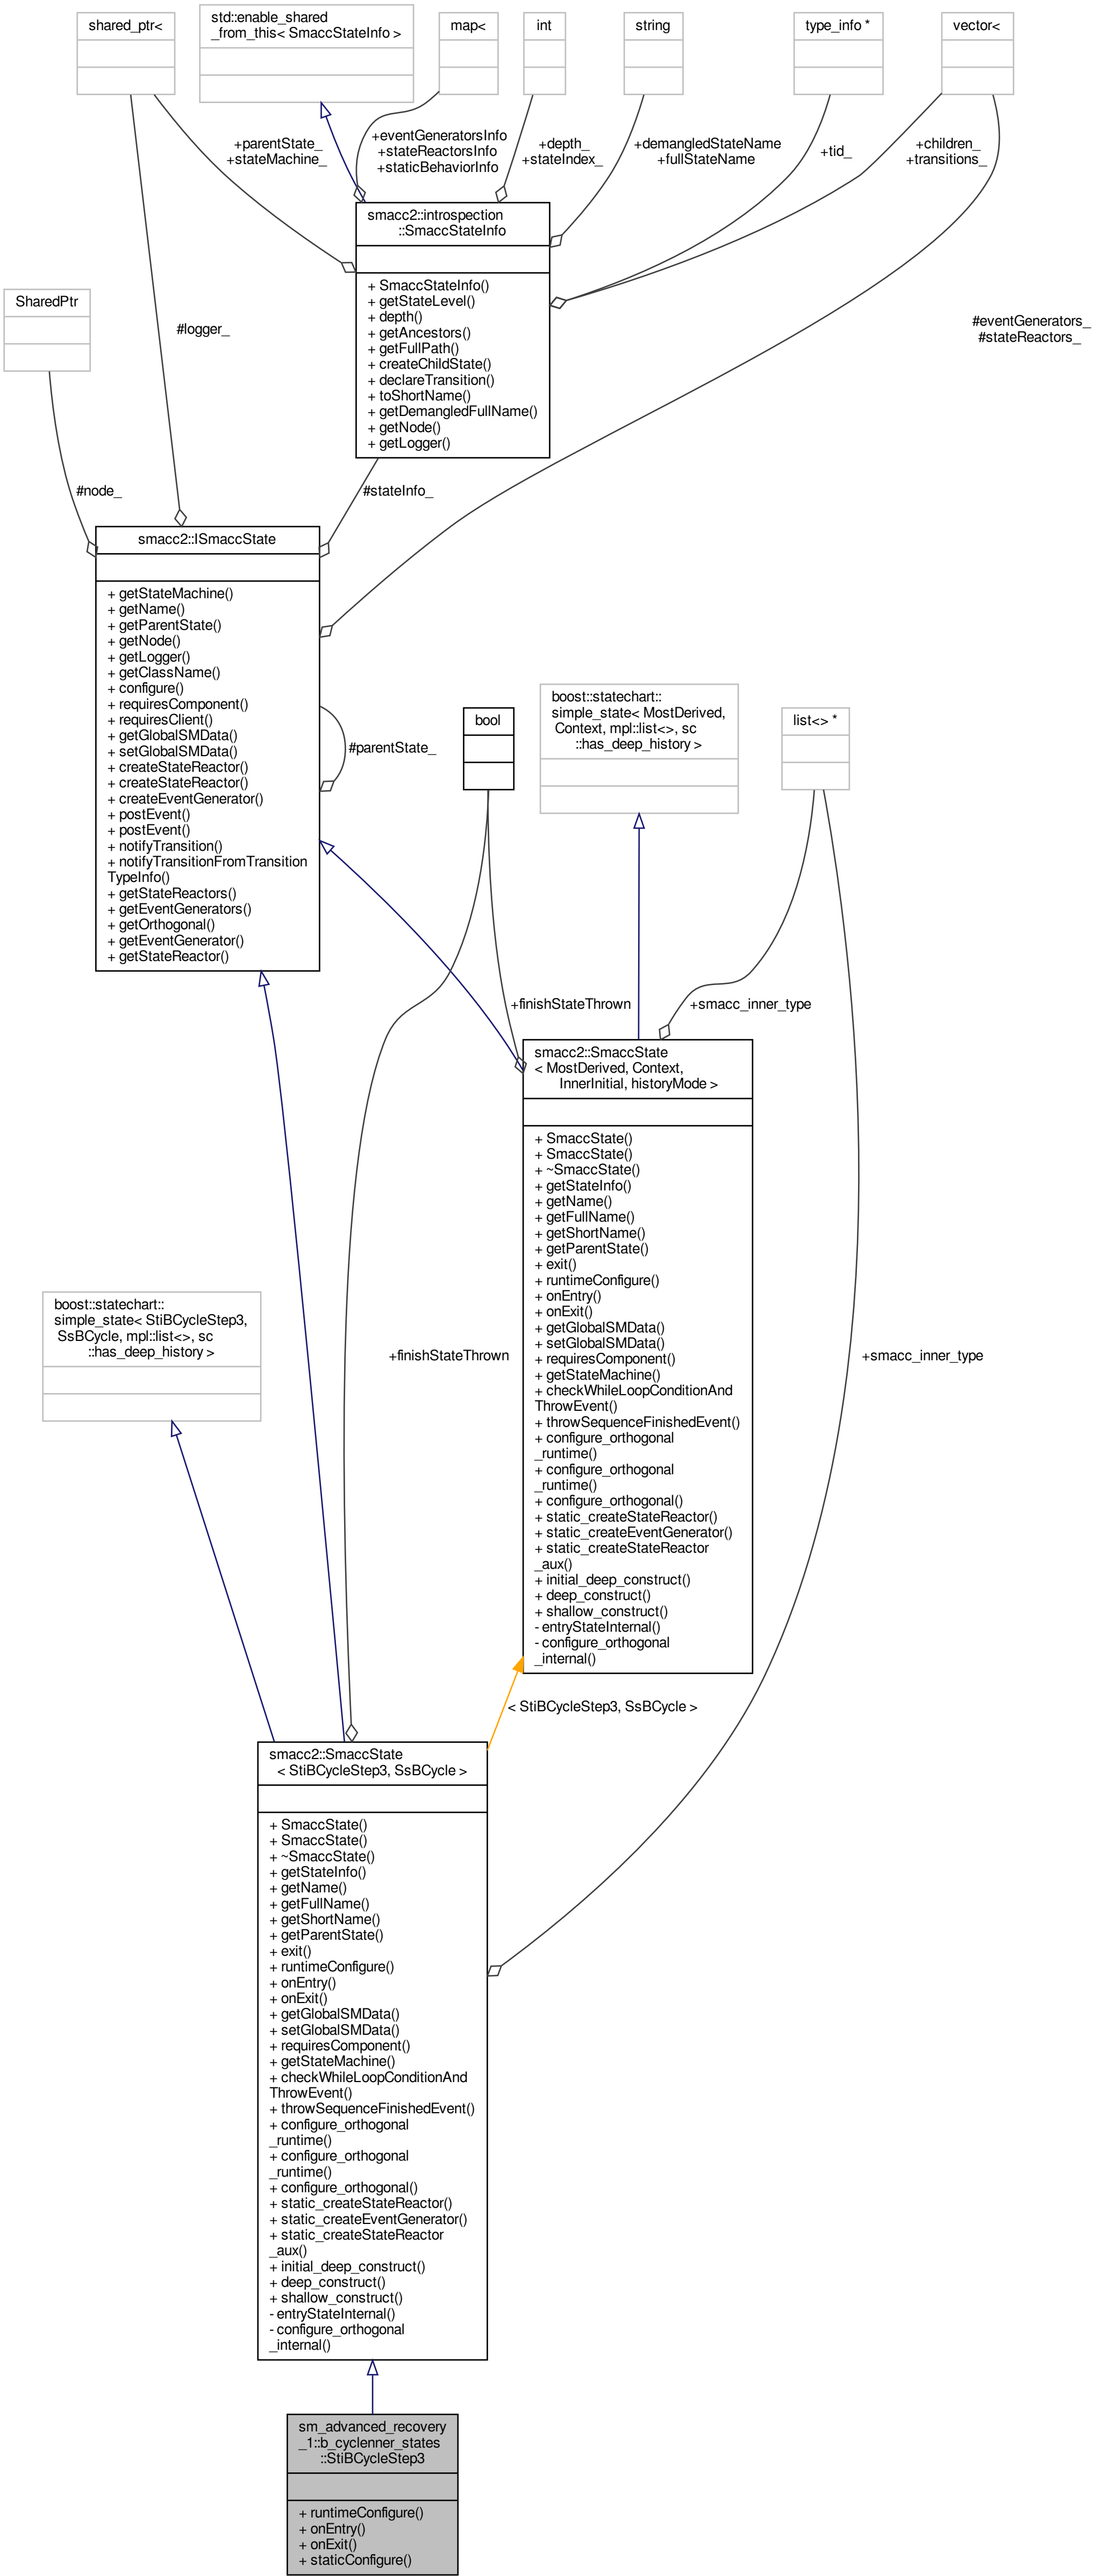 shared_ptr<
std::enable_shared
_from_this< SmaccStateInfo >
map<
int
string
type_info *
vector<
+parentState_
+stateMachine_
+eventGeneratorsInfo
+stateReactorsInfo
+staticBehaviorInfo
+depth_
+stateIndex_
+demangledStateName
+fullStateName
+tid_
+children_
+transitions_
smacc2::introspection
::SmaccStateInfo
+ SmaccStateInfo()
+ getStateLevel()
+ depth()
+ getAncestors()
+ getFullPath()
+ createChildState()
+ declareTransition()
+ toShortName()
+ getDemangledFullName()
+ getNode()
+ getLogger()
SharedPtr
#logger_
#eventGenerators_
#stateReactors_
#node_
#stateInfo_
smacc2::ISmaccState
+ getStateMachine()
+ getName()
+ getParentState()
+ getNode()
+ getLogger()
+ getClassName()
+ configure()
+ requiresComponent()
+ requiresClient()
+ getGlobalSMData()
+ setGlobalSMData()
+ createStateReactor()
+ createStateReactor()
+ createEventGenerator()
+ postEvent()
+ postEvent()
+ notifyTransition()
+ notifyTransitionFromTransition
TypeInfo()
+ getStateReactors()
+ getEventGenerators()
+ getOrthogonal()
+ getEventGenerator()
+ getStateReactor()
#parentState_
bool
boost::statechart::
simple_state< MostDerived,
Context, mpl::list<>, sc
::has_deep_history >
list<> *
+finishStateThrown
+smacc_inner_type
smacc2::SmaccState
< MostDerived, Context,
InnerInitial, historyMode >
+ SmaccState()
+ SmaccState()
+ ~SmaccState()
+ getStateInfo()
+ getName()
+ getFullName()
+ getShortName()
+ getParentState()
+ exit()
+ runtimeConfigure()
+ onEntry()
+ onExit()
+ getGlobalSMData()
+ setGlobalSMData()
+ requiresComponent()
+ getStateMachine()
+ checkWhileLoopConditionAnd
ThrowEvent()
+ throwSequenceFinishedEvent()
+ configure_orthogonal
_runtime()
+ configure_orthogonal
_runtime()
+ configure_orthogonal()
+ static_createStateReactor()
+ static_createEventGenerator()
+ static_createStateReactor
_aux()
+ initial_deep_construct()
+ deep_construct()
+ shallow_construct()
- entryStateInternal()
- configure_orthogonal
_internal()
boost::statechart::
simple_state< StiBCycleStep3,
SsBCycle, mpl::list<>, sc
::has_deep_history >
+finishStateThrown
+smacc_inner_type
< StiBCycleStep3, SsBCycle >
smacc2::SmaccState
< StiBCycleStep3, SsBCycle >
+ SmaccState()
+ SmaccState()
+ ~SmaccState()
+ getStateInfo()
+ getName()
+ getFullName()
+ getShortName()
+ getParentState()
+ exit()
+ runtimeConfigure()
+ onEntry()
+ onExit()
+ getGlobalSMData()
+ setGlobalSMData()
+ requiresComponent()
+ getStateMachine()
+ checkWhileLoopConditionAnd
ThrowEvent()
+ throwSequenceFinishedEvent()
+ configure_orthogonal
_runtime()
+ configure_orthogonal
_runtime()
+ configure_orthogonal()
+ static_createStateReactor()
+ static_createEventGenerator()
+ static_createStateReactor
_aux()
+ initial_deep_construct()
+ deep_construct()
+ shallow_construct()
- entryStateInternal()
- configure_orthogonal
_internal()
sm_advanced_recovery
_1::b_cyclenner_states
::StiBCycleStep3
+ runtimeConfigure()
+ onEntry()
+ onExit()
+ staticConfigure()